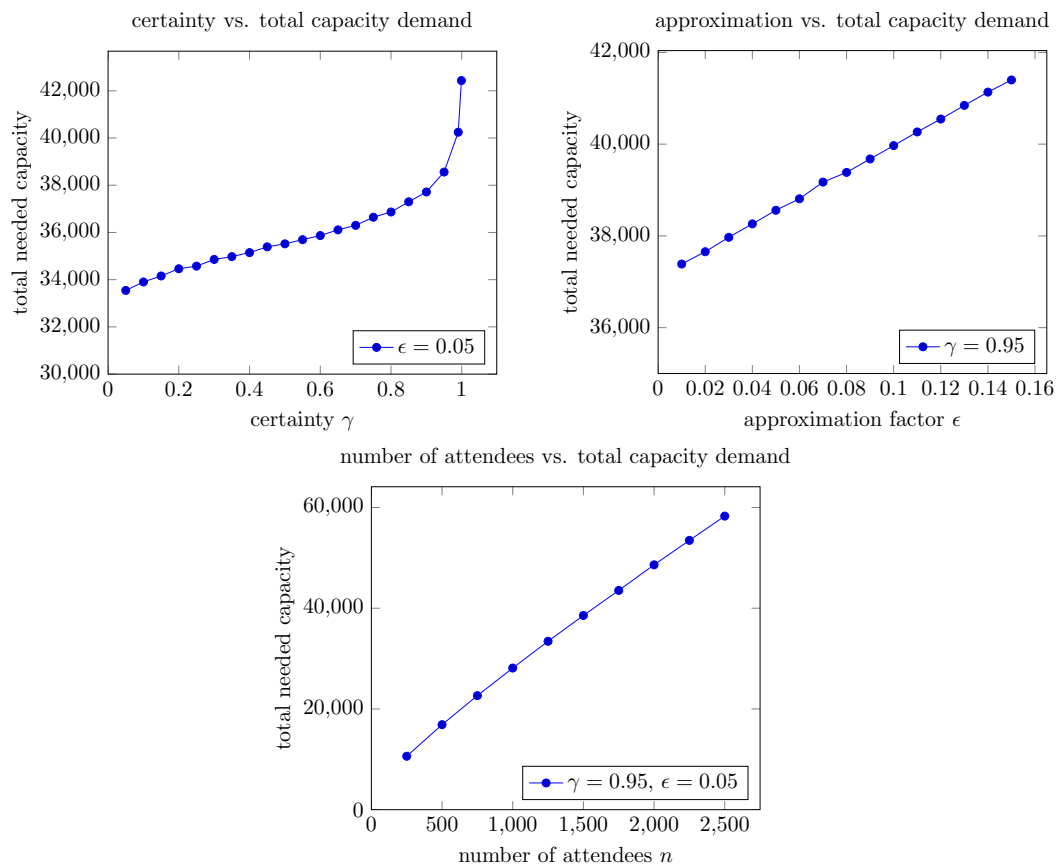 certainty vs. total capacity demand
total needed capacity
42,000
40,000
38,000
36,000
34,000
32,000
30,000
0 0.2 0.4 0.6 0.8 1
ϵ = 0.05
certainty γ
approximation vs. total capacity demand
total needed capacity
42,000
40,000
38,000
36,000
0 0.02 0.04 0.06 0.08 0.1 0.12 0.14 0.16
γ = 0.95
approximation factor ϵ
number of attendees vs. total capacity demand
total needed capacity
60,000
40,000
20,000
0
0 500 1,000 1,500 2,000 2,500
γ = 0.95, ϵ = 0.05
number of attendees n